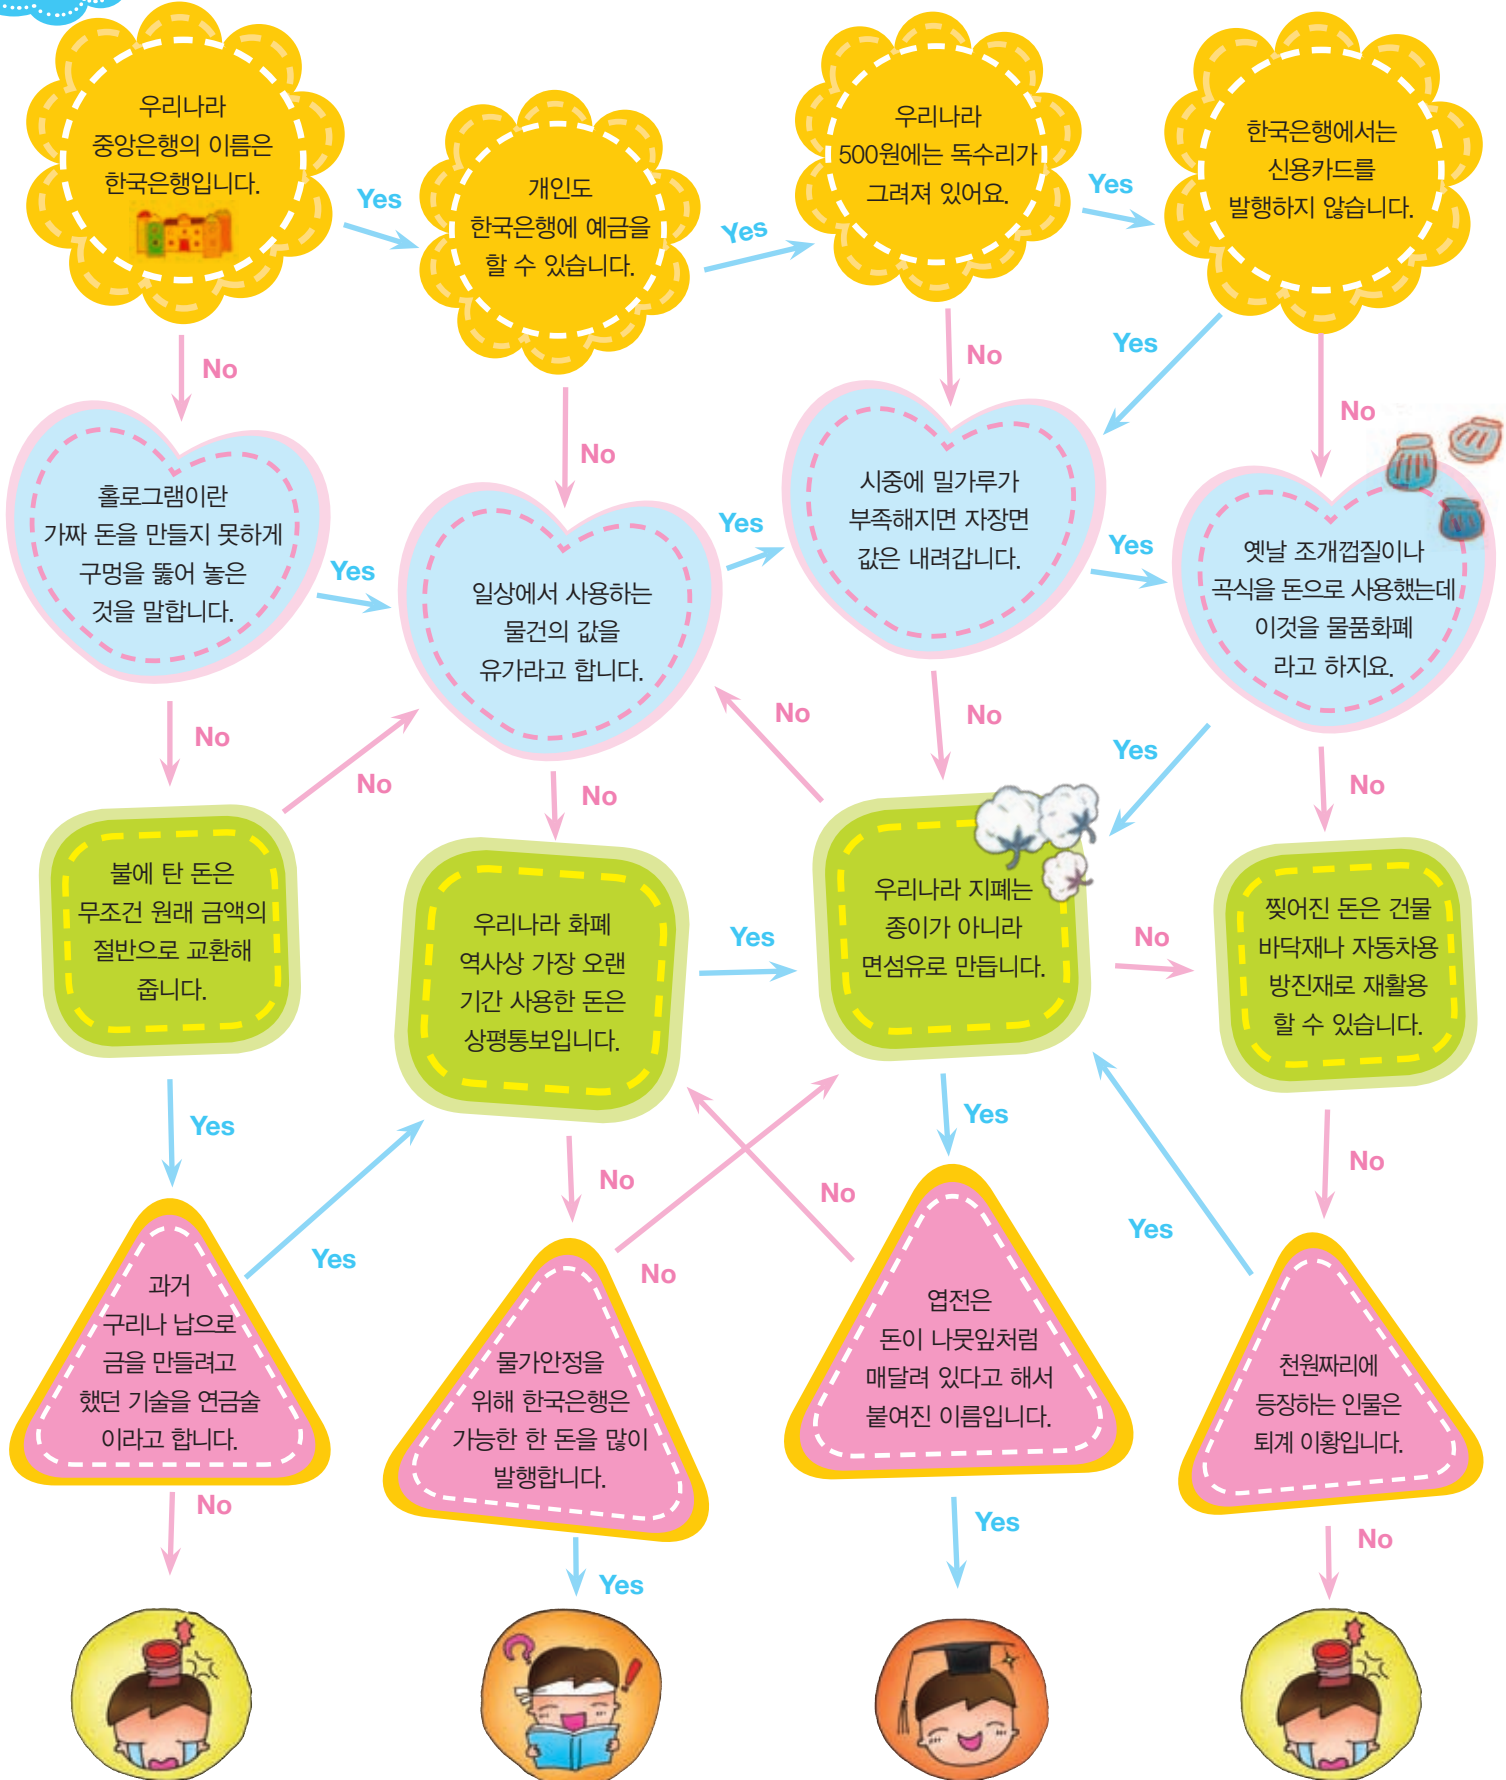 우리나라
중앙은행의 이름은
한국은행입니다.
Yes
개인도
한국은행에 예금을
할 수 있습니다.
Yes
우리나라
500원에는 독수리가
그려져 있어요.
Yes
한국은행에서는
신용카드를
발행하지 않습니다.
No
No
No
Yes
No
홀로그램이란
가짜 돈을 만들지 못하게
구멍을 뚫어 놓은
것을 말합니다.
Yes
일상에서 사용하는
물건의 값을
유가라고 합니다.
Yes
시중에 밀가루가
부족해지면 자장면
값은 내려갑니다.
Yes
옛날 조개껍질이나
곡식을 돈으로 사용했는데
이것을 물품화폐
라고 하지요.
No
No
No
No
No
Yes
No
불에 탄 돈은
무조건 원래 금액의
절반으로 교환해
줍니다.
우리나라 화폐
역사상 가장 오랜
기간 사용한 돈은
상평통보입니다.
Yes
우리나라 지폐는
종이가 아니라
면섬유로 만듭니다.
No
찢어진 돈은 건물
바닥재나 자동차용
방진재로 재활용
할 수 있습니다.
Yes
Yes
No
No
No
Yes
Yes
No
과거
구리나 납으로
금을 만들려고
했던 기술을 연금술
이라고 합니다.
물가안정을
위해 한국은행은
가능한 한 돈을 많이
발행합니다.
엽전은
돈이 나뭇잎처럼
매달려 있다고 해서
붙여진 이름입니다.
천원짜리에
등장하는 인물은
퇴계 이황입니다.
No
Yes
Yes
No